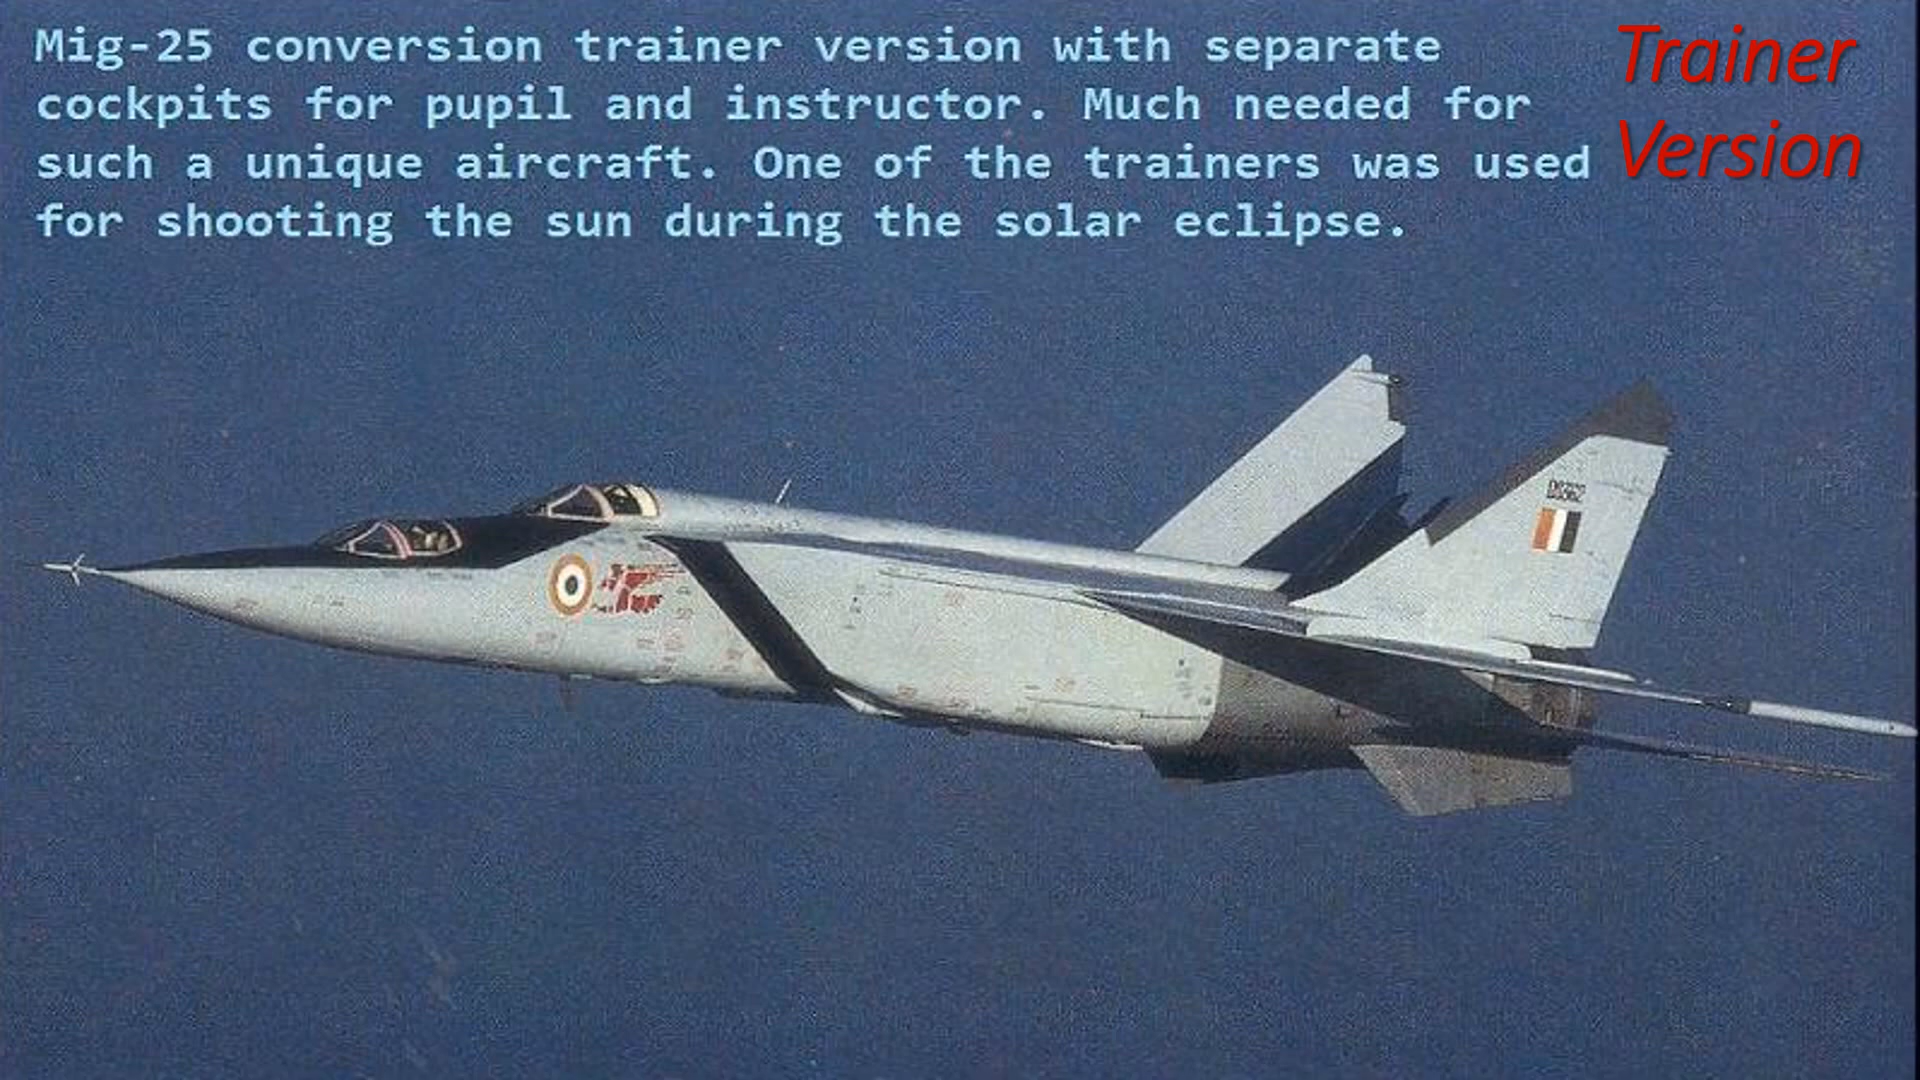 Mig-25 conversion trainer version with separate
cockpits for pupil and instructor. Much needed for
such a unique aircraft. One of the trainers was used
for shooting the sun during the solar eclipse.
Trainer
Version